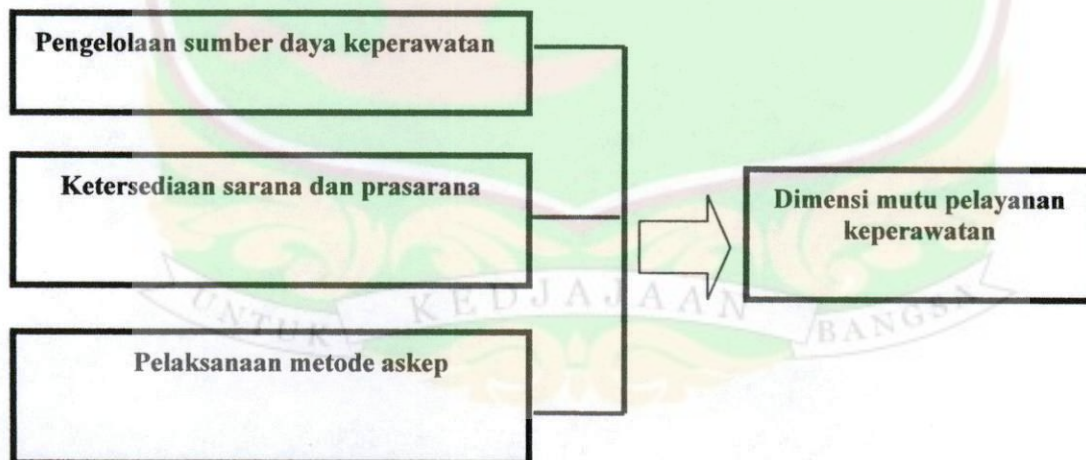 Pengelolaan sumber daya keperawatan
Ketersediaan sarana dan prasarana
Dimensi mutu pelayanan
keperawatan
Pelaksanaan metode askep
UNTUK KEDJAJAAN BANGSA